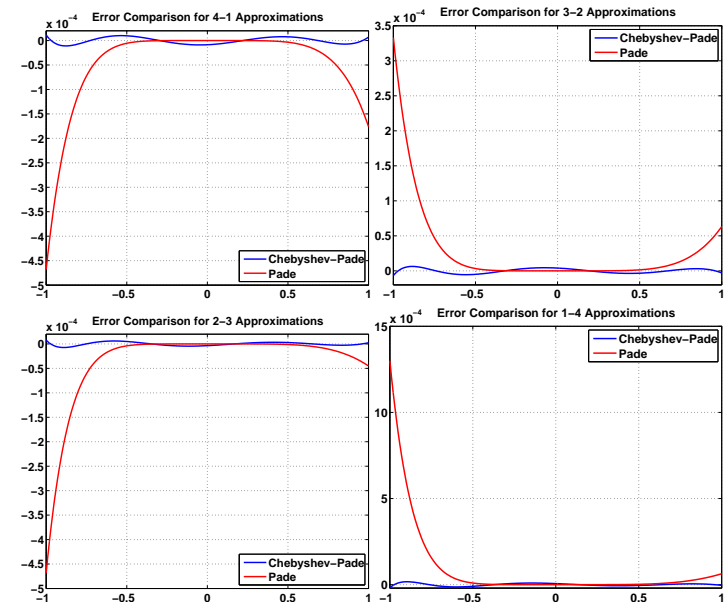 x 10⁻⁴ Error Comparison for 4−1 Approximations
0
−0.5
−1
−1.5
−2
−2.5
−3
−3.5
−4
−4.5
−5
Chebyshev−Pade
Pade
−1 −0.5 0 0.5 1
x 10⁻⁴ Error Comparison for 3−2 Approximations
3.5
3
2.5
2
1.5
1
0.5
0
Chebyshev−Pade
Pade
−1 −0.5 0 0.5 1
x 10⁻⁴ Error Comparison for 2−3 Approximations
0
−0.5
−1
−1.5
−2
−2.5
−3
−3.5
−4
−4.5
−5
Chebyshev−Pade
Pade
−1 −0.5 0 0.5 1
x 10⁻⁴ Error Comparison for 1−4 Approximations
15
10
5
0
Chebyshev−Pade
Pade
−1 −0.5 0 0.5 1